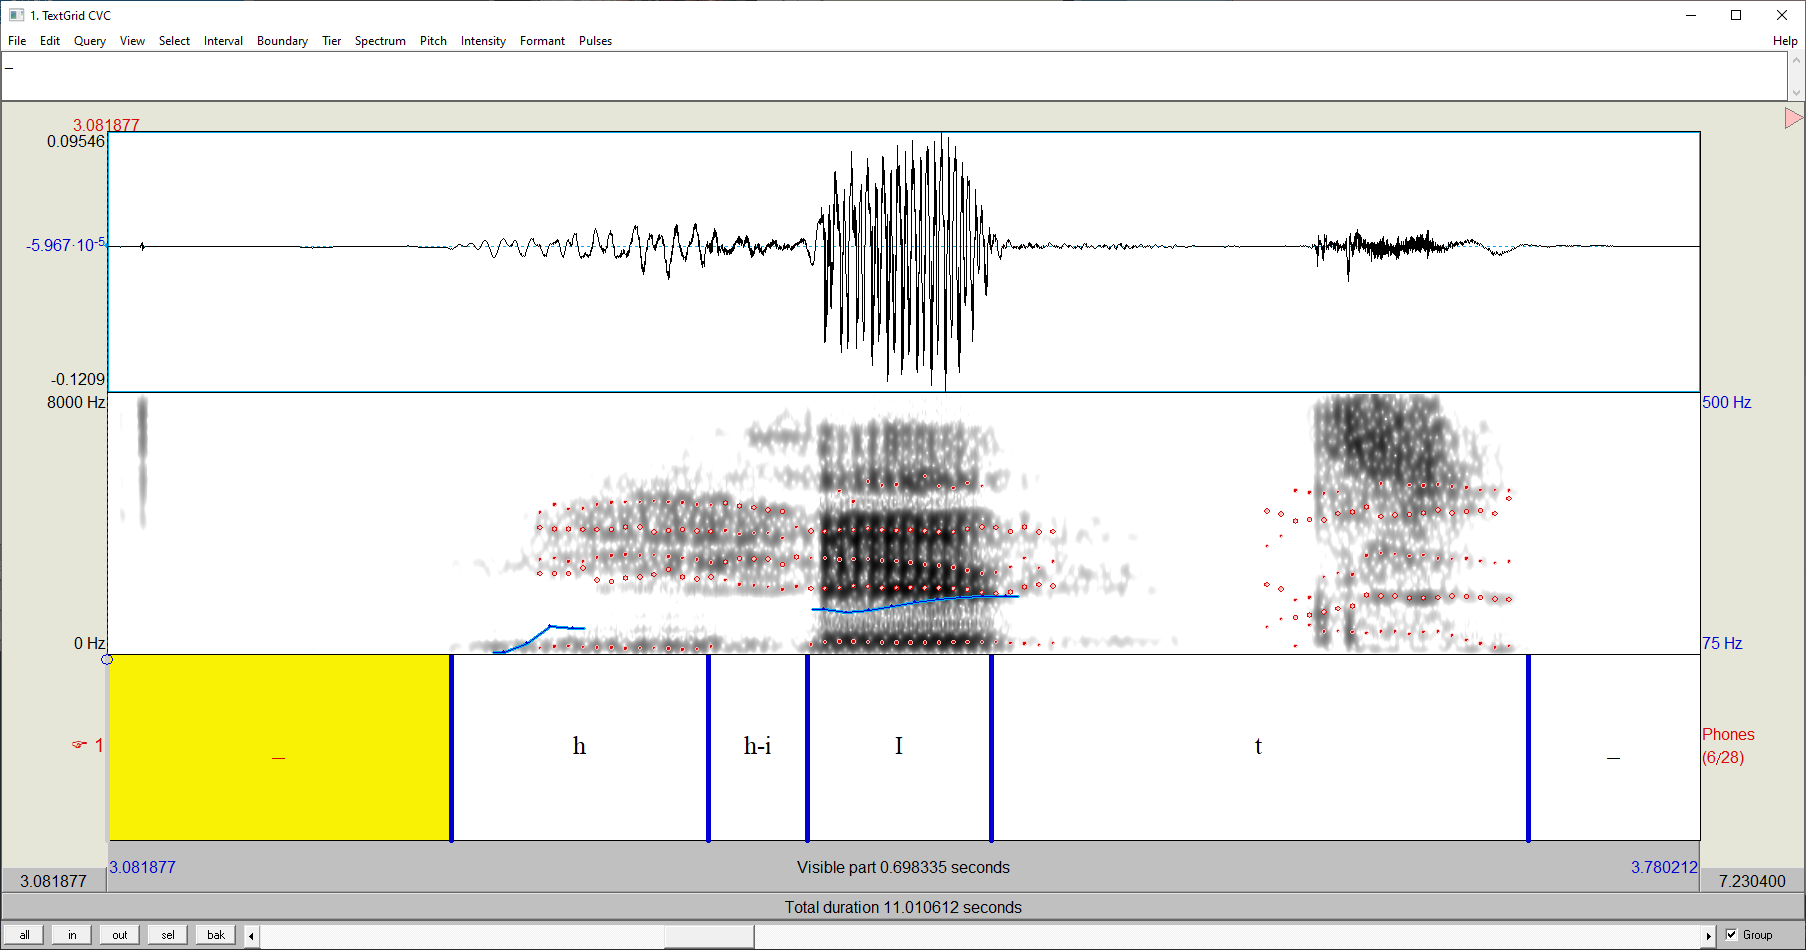 1. TextGrid CVC
File Edit Query View Select Interval Boundary Tier Spectrum Pitch Intensity Formant Pulses Help
–
3.081877
0.09546
-5.967·10⁻⁵
-0.1209
8000 Hz 500 Hz
0 Hz 75 Hz
☞ 1 _ h h-i I t _ Phones
(6/28)
3.081877 Visible part 0.698335 seconds 3.780212
3.081877 7.230400
Total duration 11.010612 seconds
all in out sel bak Group